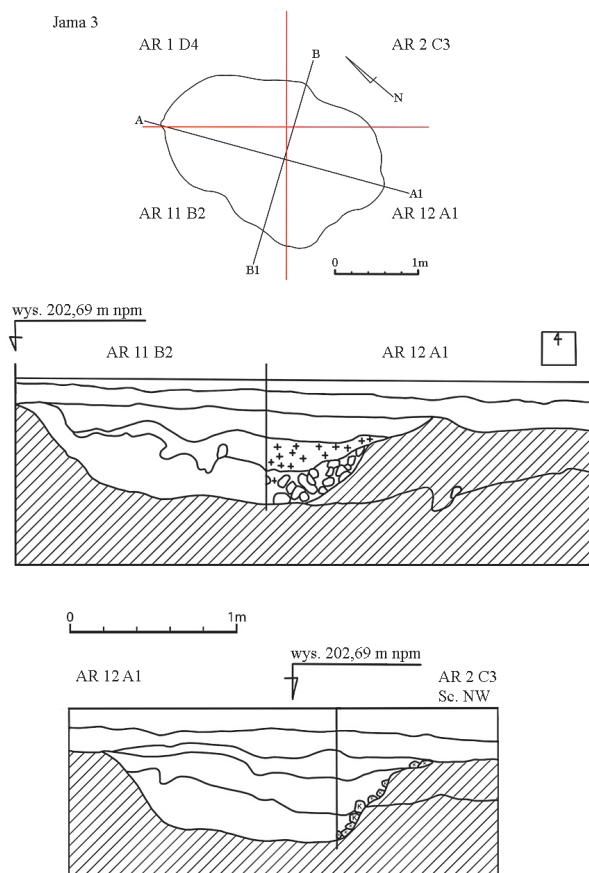 Jama 3
AR 1 D4
AR 2 C3
B
N
A
A1
AR 11 B2
AR 12 A1
B1
0 1m
wys. 202,69 m npm
AR 11 B2
AR 12 A1
4
0 1m
wys. 202,69 m npm
AR 12 A1
AR 2 C3
Sc. NW
K
K
K